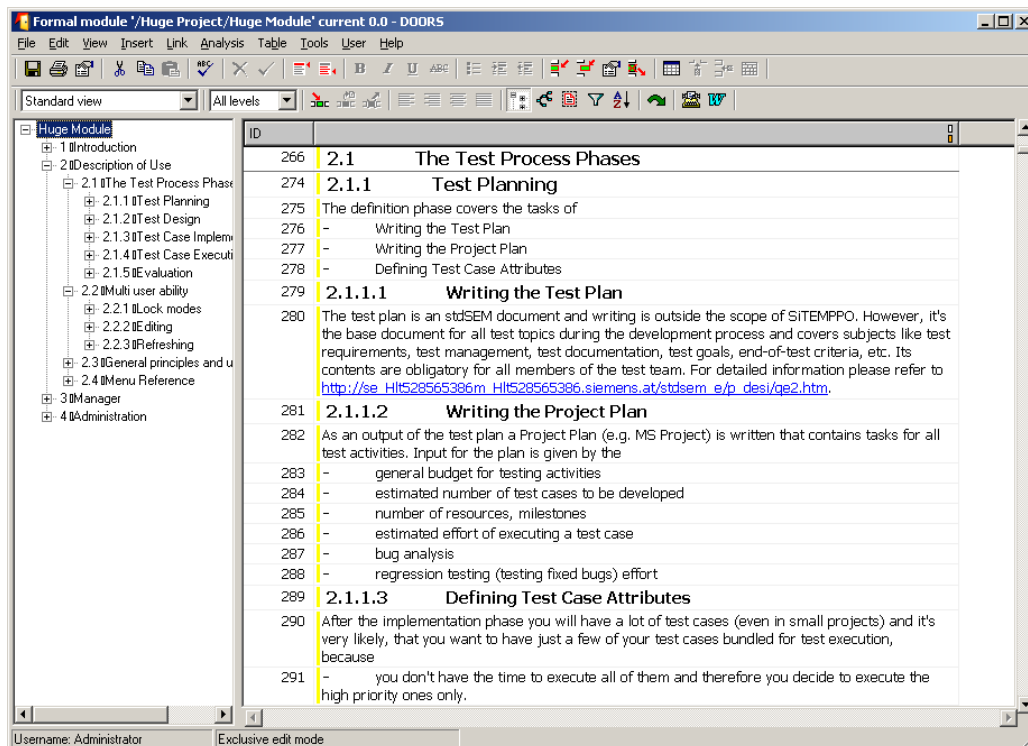 Formal module '/Huge Project/Huge Module' current 0.0 - DOORS
File Edit View Insert Link Analysis Table Tools User Help
ABC B I U ABC
Standard view All levels A Z W
Huge Module
1 Introduction
2 Description of Use
2.1 The Test Process Phase
2.1.1 Test Planning
2.1.2 Test Design
2.1.3 Test Case Implem
2.1.4 Test Case Executi
2.1.5 Evaluation
2.2 Multi user ability
2.2.1 Lock modes
2.2.2 Editing
2.2.3 Refreshing
2.3 General principles and u
2.4 Menu Reference
3 Manager
4 Administration
ID
266 2.1 The Test Process Phases
274 2.1.1 Test Planning
275 The definition phase covers the tasks of
276 - Writing the Test Plan
277 - Writing the Project Plan
278 - Defining Test Case Attributes
279 2.1.1.1 Writing the Test Plan
280 The test plan is an stdSEM document and writing is outside the scope of SiTEMPPO. However, it's
the base document for all test topics during the development process and covers subjects like test
requirements, test management, test documentation, test goals, end-of-test criteria, etc. Its
contents are obligatory for all members of the test team. For detailed information please refer to
http://se_Hlt528565386m_Hlt528565386.siemens.at/stdsem_e/p_desi/qe2.htm.
281 2.1.1.2 Writing the Project Plan
282 As an output of the test plan a Project Plan (e.g. MS Project) is written that contains tasks for all
test activities. Input for the plan is given by the
283 - general budget for testing activities
284 - estimated number of test cases to be developed
285 - number of resources, milestones
286 - estimated effort of executing a test case
287 - bug analysis
288 - regression testing (testing fixed bugs) effort
289 2.1.1.3 Defining Test Case Attributes
290 After the implementation phase you will have a lot of test cases (even in small projects) and it's
very likely, that you want to have just a few of your test cases bundled for test execution,
because
291 - you don't have the time to execute all of them and therefore you decide to execute the
high priority ones only.
Username: Administrator Exclusive edit mode